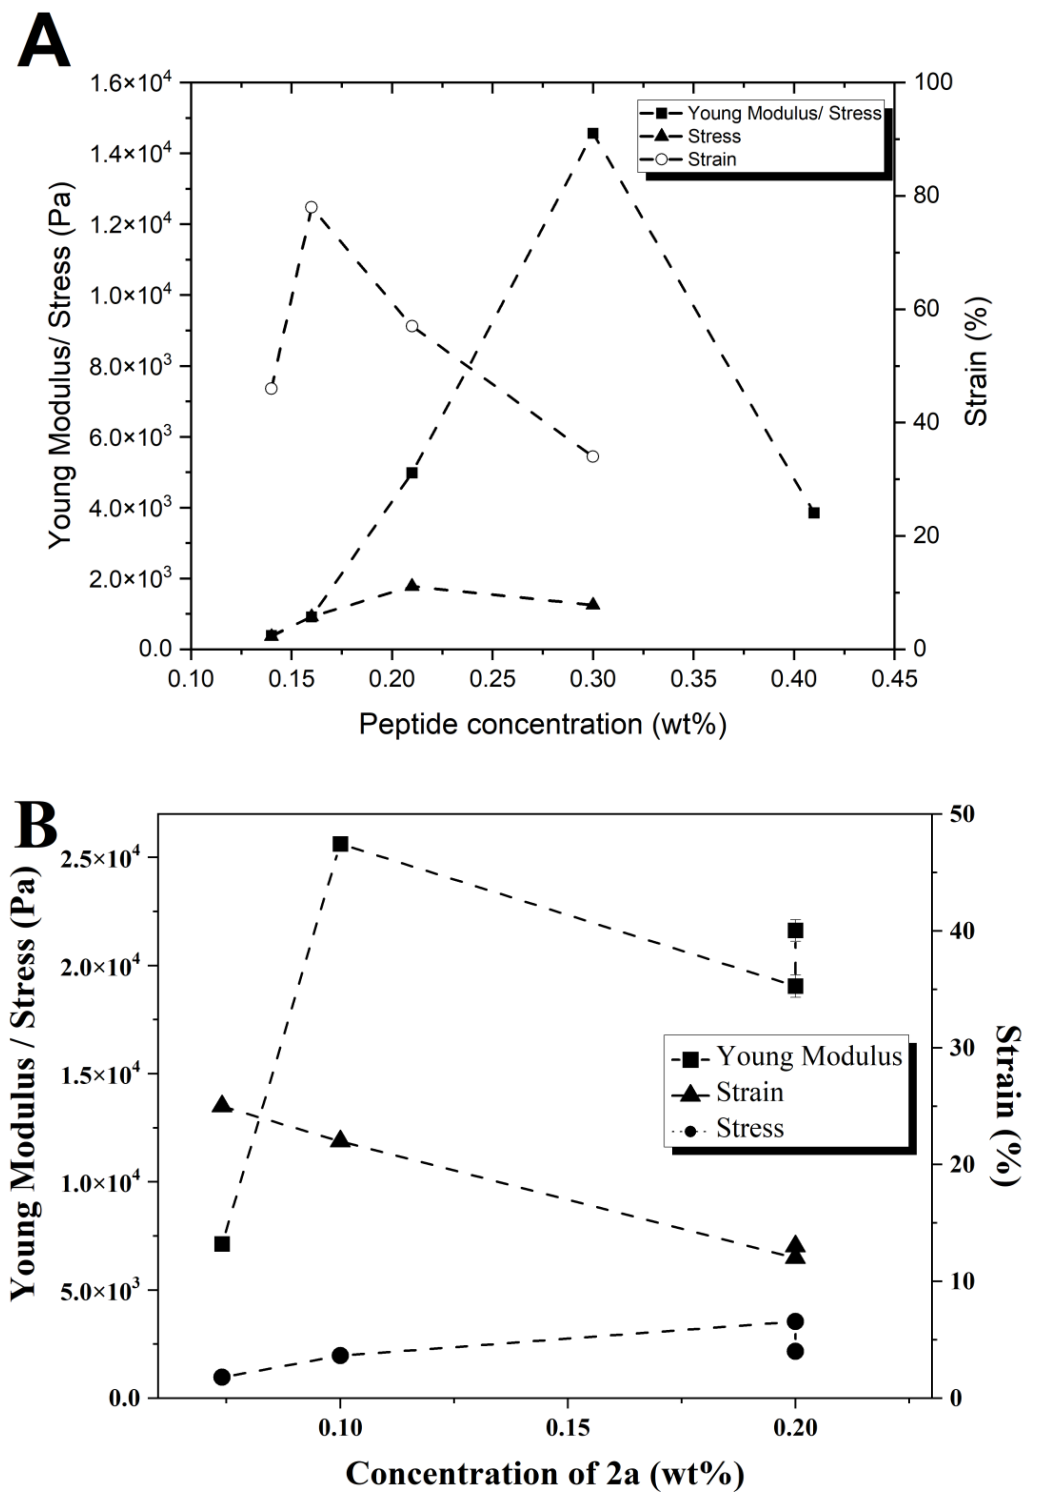 A
1.6×10⁴
1.4×10⁴
1.2×10⁴
1.0×10⁴
8.0×10³
6.0×10³
4.0×10³
2.0×10³
0.0
Young Modulus/ Stress (Pa)
Young Modulus/ Stress
Stress
Strain
100
80
60
40
20
0
Strain (%)
0.10 0.15 0.20 0.25 0.30 0.35 0.40 0.45
Peptide concentration (wt%)
B
2.5×10⁴
2.0×10⁴
1.5×10⁴
1.0×10⁴
5.0×10³
0.0
Young Modulus / Stress (Pa)
Young Modulus
Strain
Stress
50
40
30
20
10
0
Strain (%)
0.10 0.15 0.20
Concentration of 2a (wt%)